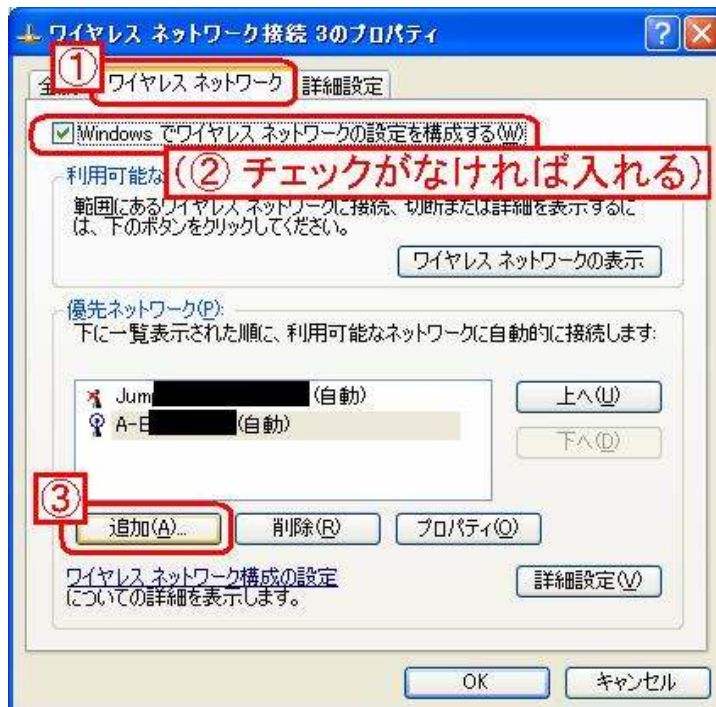 ワイヤレス ネットワーク接続 3のプロパティ
①
全
ワイヤレス ネットワーク
詳細設定
Windows でワイヤレス ネットワークの設定を構成する(W)
(② チェックがなければ入れる)
利用可能な
範囲にあるワイヤレス ネットワークに接続、切断または詳細を表示するに
は、下のボタンをクリックしてください。
ワイヤレス ネットワークの表示
優先ネットワーク(P):
下に一覧表示された順に、利用可能なネットワークに自動的に接続します:
Jum (自動)
A-E (自動)
上へ(U)
下へ(D)
③
追加(A)...
削除(R)
プロパティ(O)
ワイヤレス ネットワーク構成の設定
についての詳細を表示します。
詳細設定(V)
OK
キャンセル